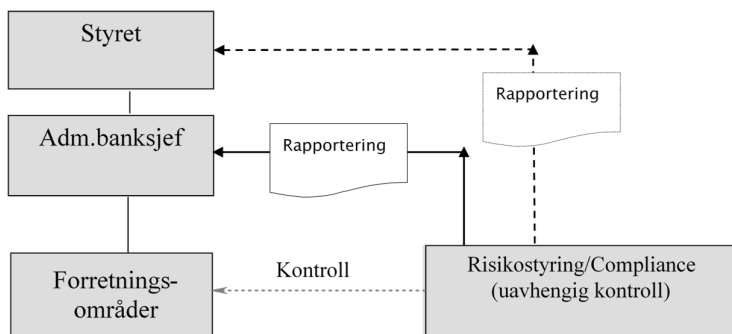 Styret
Rapportering
Adm.banksjef
Rapportering
Forretnings-
områder
Kontroll
Risikostyring/Compliance
(uavhengig kontroll)